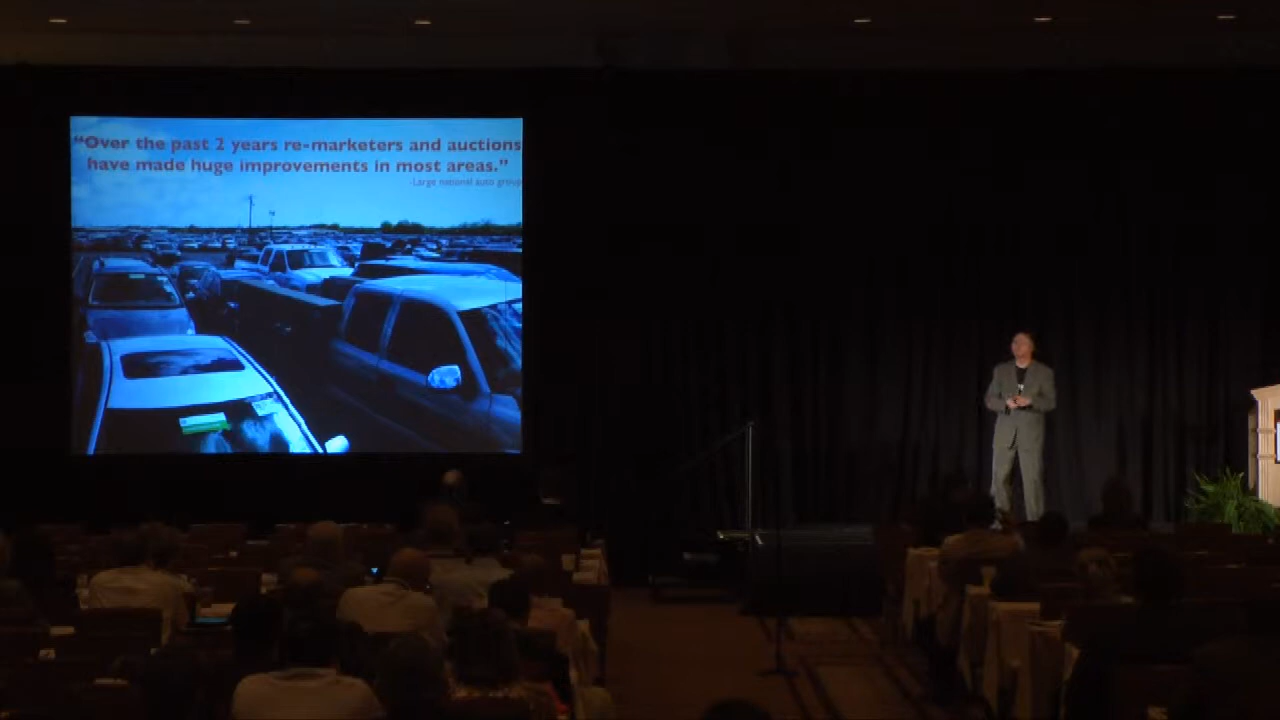 “Over the past 2 years re-marketers and auctions
have made huge improvements in most areas.”
-Large national auto group